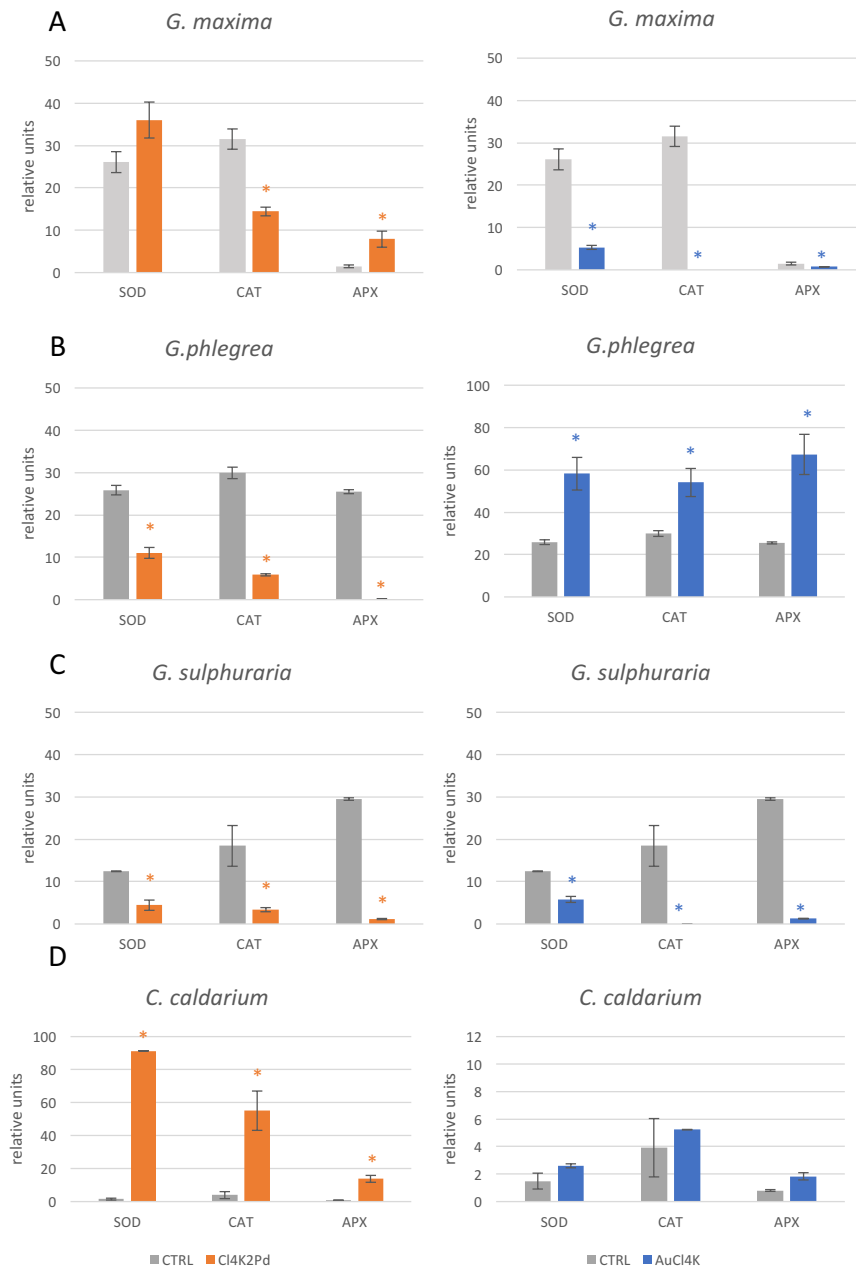 A
G. maxima
50
40
30
20
10
0
relative units
*
*
SOD CAT APX
G. maxima
50
40
30
20
10
0
relative units
*
*
*
SOD CAT APX
B
G.phlegrea
50
40
30
20
10
0
relative units
*
*
*
SOD CAT APX
G.phlegrea
100
80
60
40
20
0
relative units
*
*
*
SOD CAT APX
C
G. sulphuraria
50
40
30
20
10
0
relative units
*
*
*
SOD CAT APX
G. sulphuraria
50
40
30
20
10
0
relative units
*
*
*
SOD CAT APX
D
C. caldarium
100
80
60
40
20
0
relative units
*
*
*
SOD CAT APX
CTRL Cl4K2Pd
C. caldarium
12
10
8
6
4
2
0
relative units
SOD CAT APX
CTRL AuCl4K